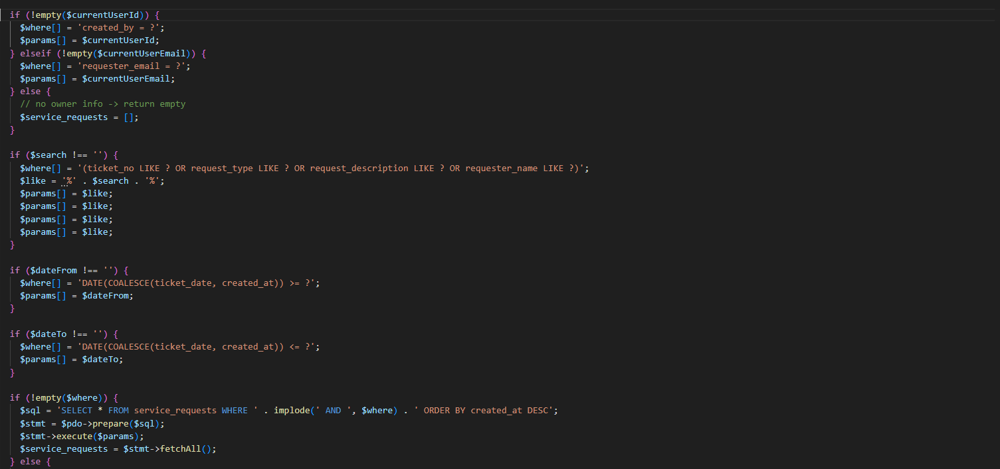 if (!empty($currentUserId)) {
$where[] = 'created_by = ?';
$params[] = $currentUserId;
} elseif (!empty($currentUserEmail)) {
$where[] = 'requester_email = ?';
$params[] = $currentUserEmail;
} else {
// no owner info -> return empty
$service_requests = [];
}
if ($search !== '') {
$where[] = '(ticket_no LIKE ? OR request_type LIKE ? OR request_description LIKE ? OR requester_name LIKE ?)';
$like = '%' . $search . '%';
$params[] = $like;
$params[] = $like;
$params[] = $like;
$params[] = $like;
}
if ($dateFrom !== '') {
$where[] = 'DATE(COALESCE(ticket_date, created_at)) >= ?';
$params[] = $dateFrom;
}
if ($dateTo !== '') {
$where[] = 'DATE(COALESCE(ticket_date, created_at)) <= ?';
$params[] = $dateTo;
}
if (!empty($where)) {
$sql = 'SELECT * FROM service_requests WHERE ' . implode(' AND ', $where) . ' ORDER BY created_at DESC';
$stmt = $pdo->prepare($sql);
$stmt->execute($params);
$service_requests = $stmt->fetchAll();
} else {